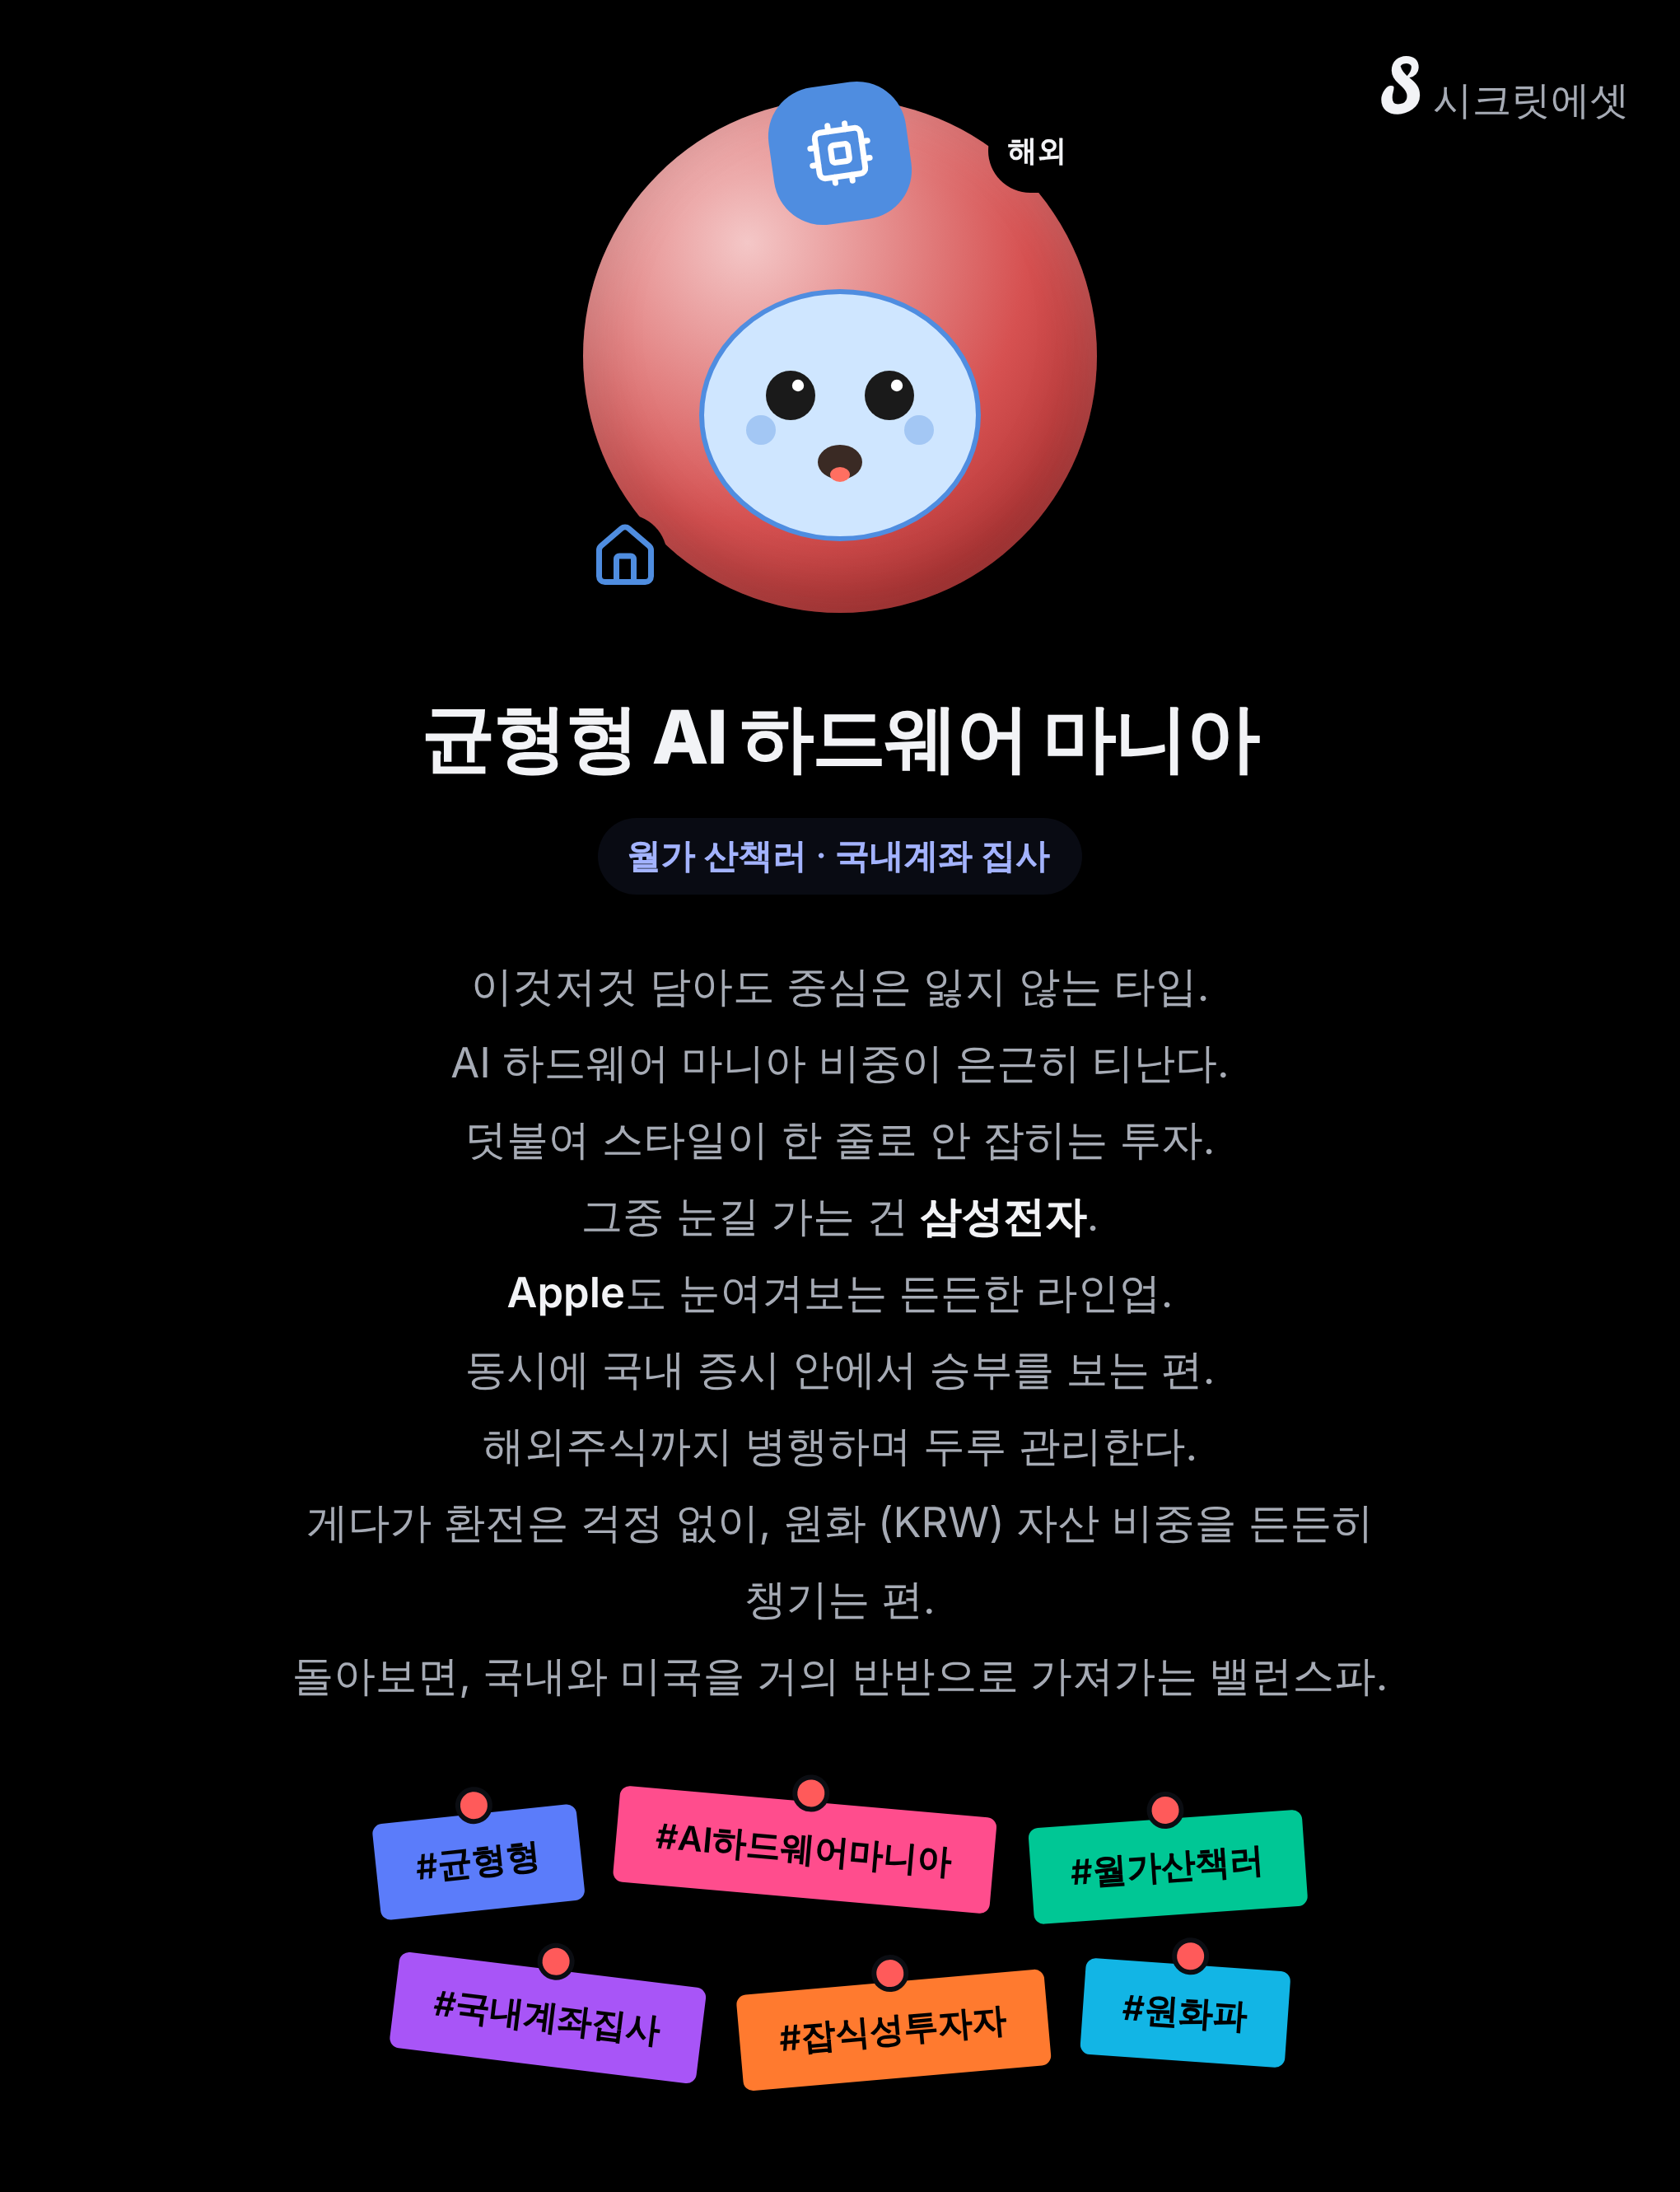 시크릿에셋
해외
균형형 AI 하드웨어 마니아
월가 산책러 · 국내계좌 집사
이것저것 담아도 중심은 잃지 않는 타입.
AI 하드웨어 마니아 비중이 은근히 티난다.
덧붙여 스타일이 한 줄로 안 잡히는 투자.
그중 눈길 가는 건 삼성전자.
Apple도 눈여겨보는 든든한 라인업.
동시에 국내 증시 안에서 승부를 보는 편.
해외주식까지 병행하며 두루 관리한다.
게다가 환전은 걱정 없이, 원화 (KRW) 자산 비중을 든든히
챙기는 편.
돌아보면, 국내와 미국을 거의 반반으로 가져가는 밸런스파.
#균형형
#AI하드웨어마니아
#월가산책러
#국내계좌집사
#잡식성투자자
#원화파